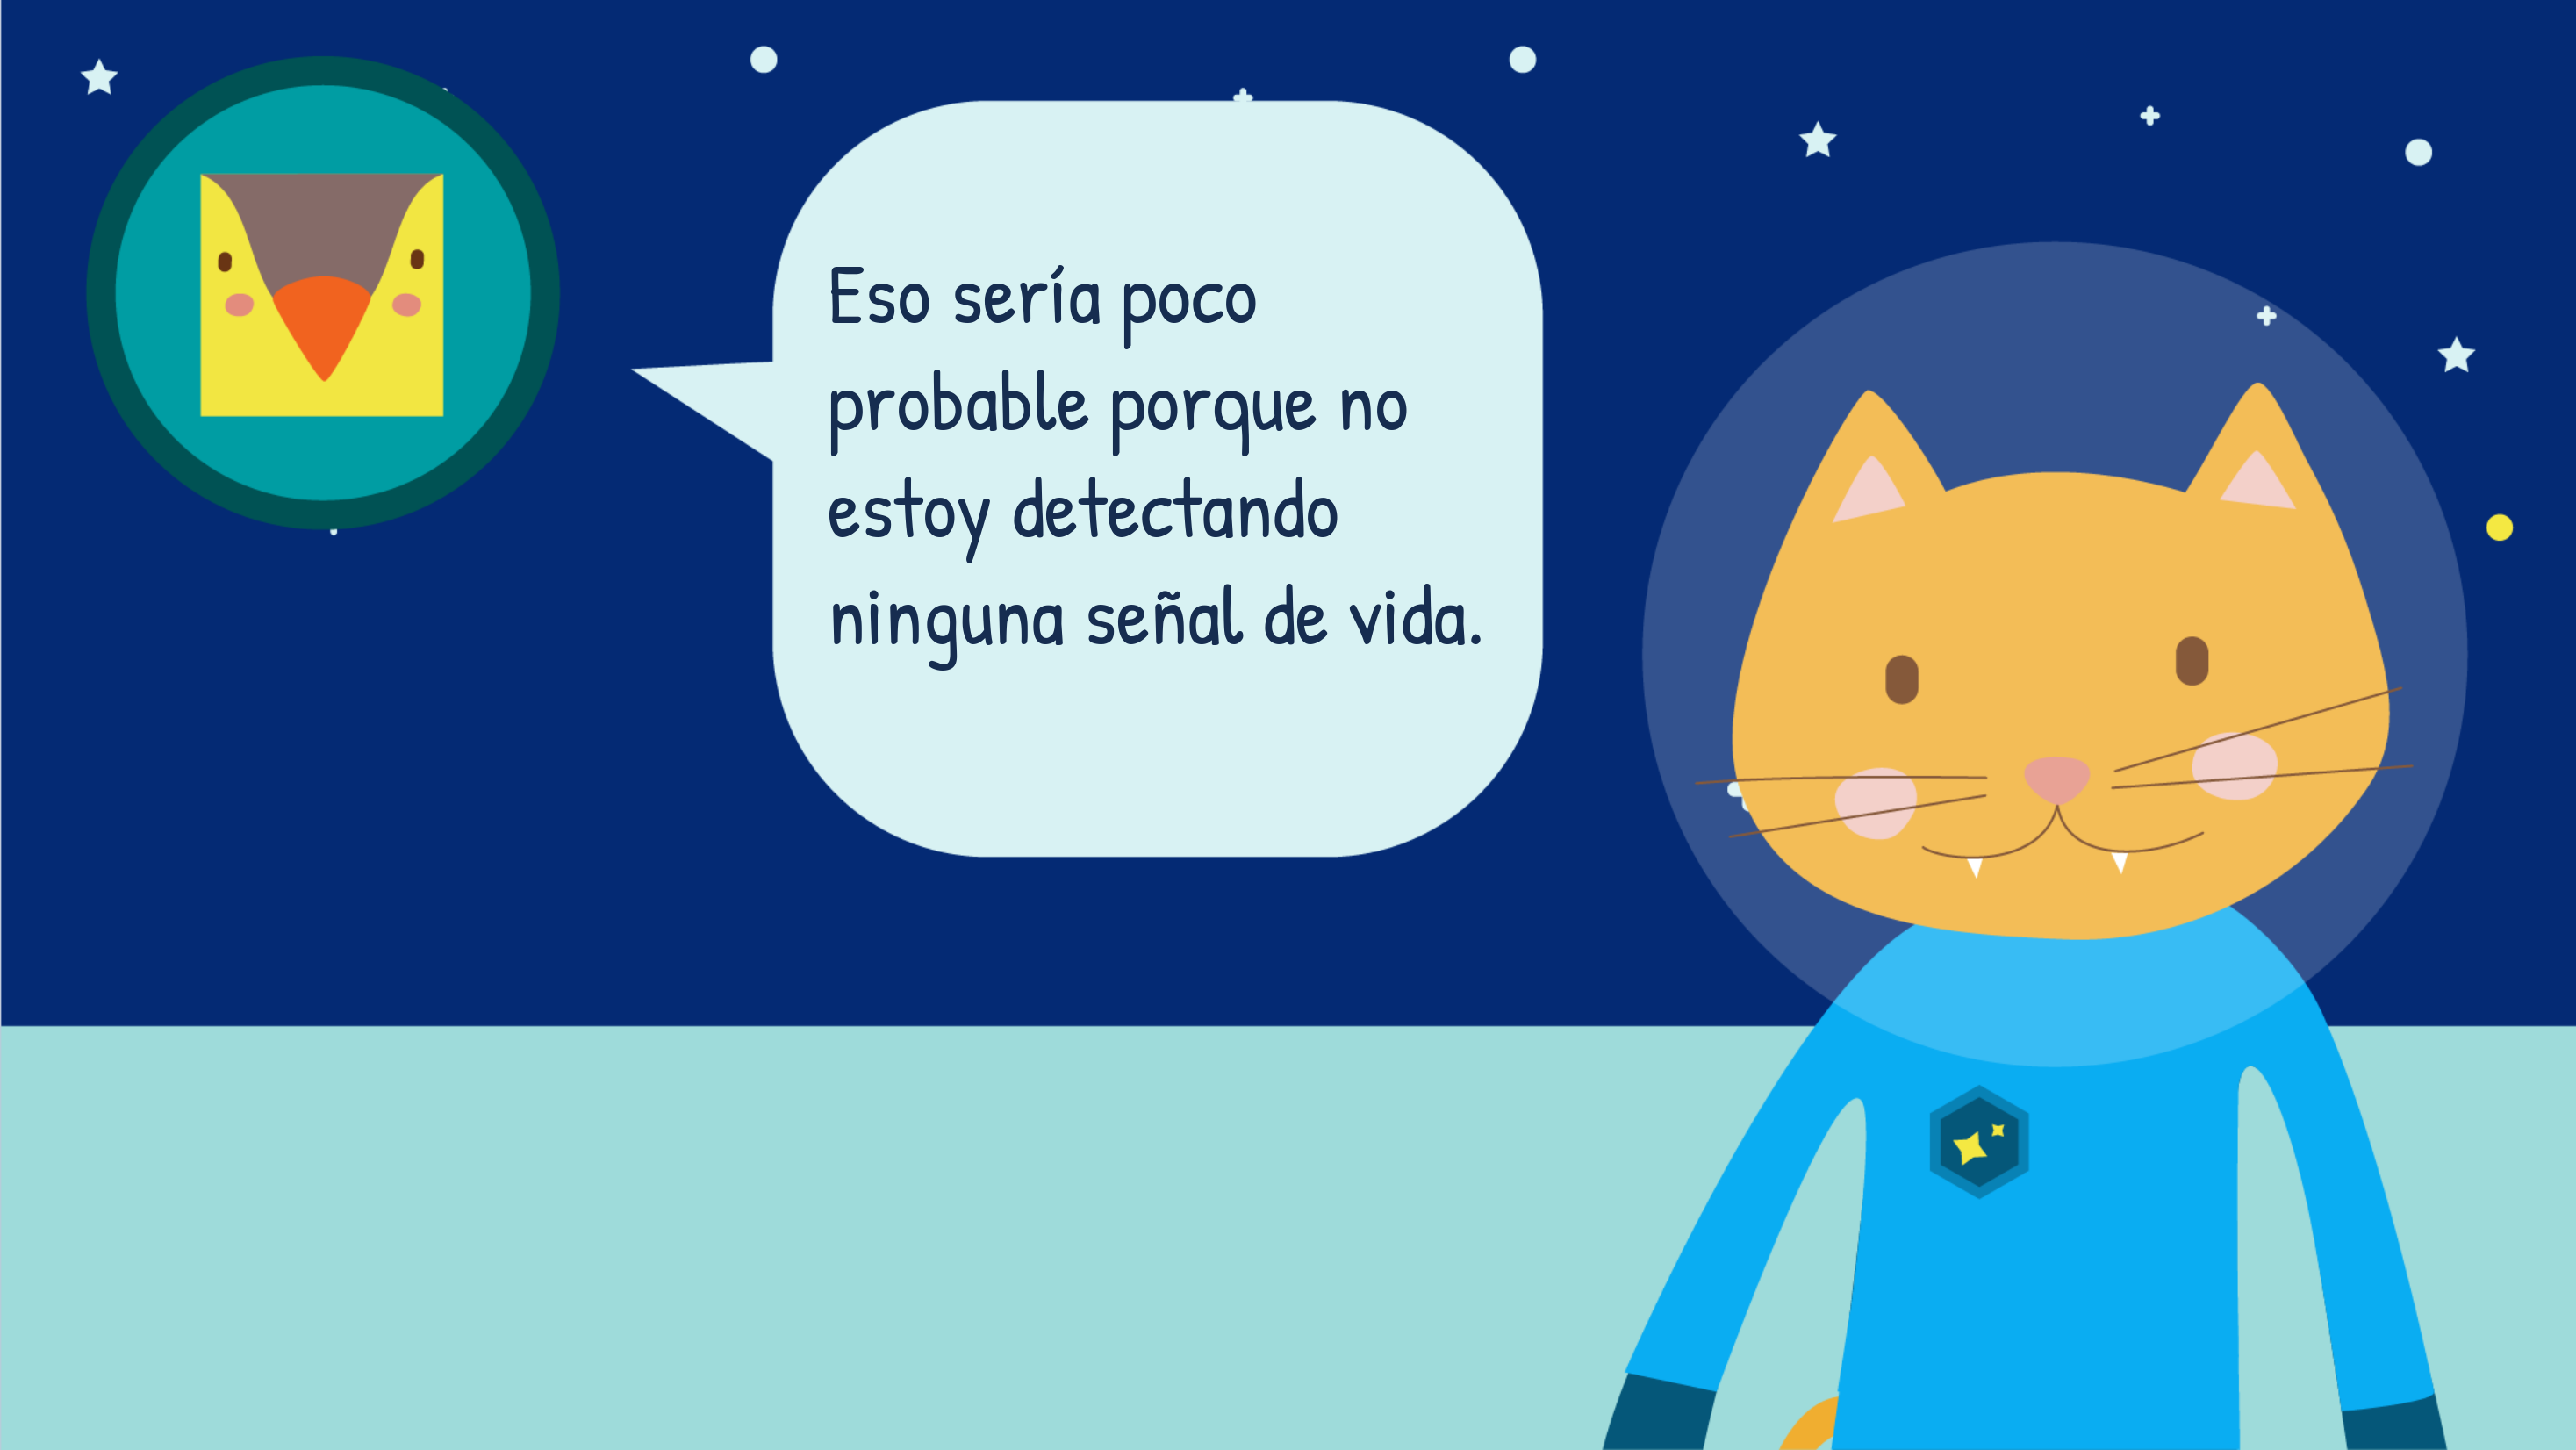 Eso sería poco
probable porque no
estoy detectando
ninguna señal de vida.